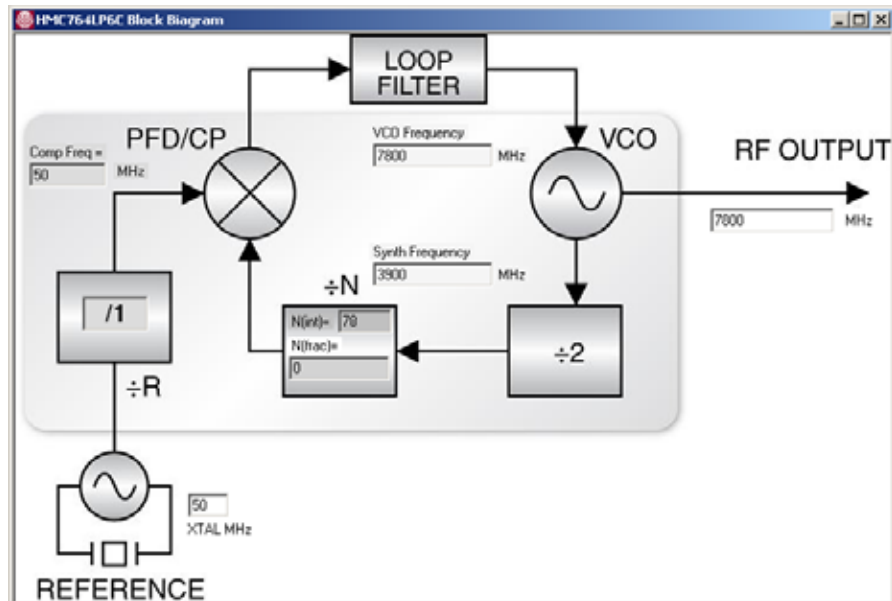 HMC764LP6C Block Biagram
LOOP
FILTER
PFD/CP
VCO Frequency
7800 MHz
VCO
Comp Freq =
50 MHz
RF OUTPUT
7800 MHz
Synth Frequency
3900 MHz
÷N
/1
N(int)= 78
N(frac)=
0
÷2
÷R
50
XTAL MHz
REFERENCE